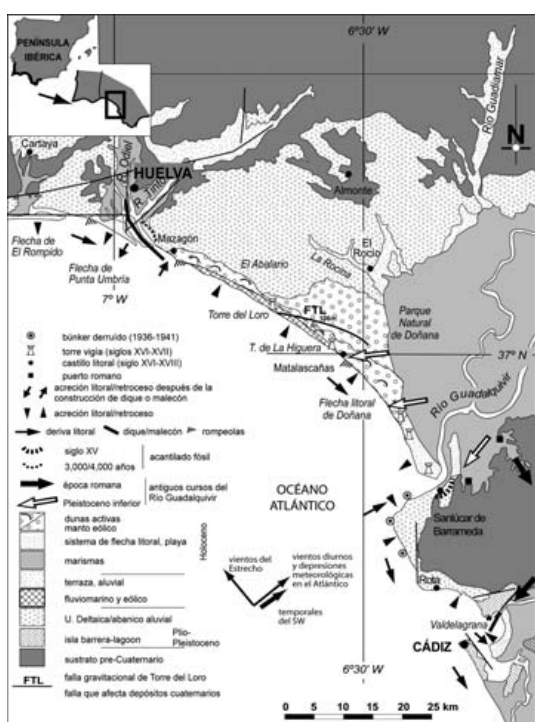 PENÍNSULA
IBÉRICA
6º30' W
Río Guadiamar
N
Cartaya
R. Odiel
HUELVA
R. Tinto
Almonte
Mazagón
El Rocío
La Rocina
El Abalario
Flecha de
El Rompido
Flecha de
Punta Umbría
7º W
FTL
Torre del Loro
Parque
Natural
de Doñana
T. de La Higuera
37º N
Matalascañas
Río Guadalquivir
Flecha litoral
de Doñana
búnker derruído (1936-1941)
torre vigía (siglos XVI-XVII)
castillo litoral (siglo XVI-XVIII)
puerto romano
acreción litoral/retroceso después de la
construcción de dique o malecón
acreción litoral/retroceso
deriva litoral
dique/malecón
rompeolas
siglo XV
3,000/4,000 años
acantilado fósil
época romana
Pleistoceno inferior
antiguos cursos del
Río Guadalquivir
dunas activas
manto eólico
sistema de flecha litoral, playa
marismas
Holoceno
terraza, aluvial
fluviomarino y eólico
U. Deltaica/abanico aluvial
isla barrera-lagoon
Plio-
Pleistoceno
sustrato pre-Cuaternario
FTL
falla gravitacional de Torre del Loro
falla que afecta depósitos cuaternarios
OCÉANO
ATLÁNTICO
vientos del
Estrecho
vientos diurnos y depresiones
meteorológicas
en el Atlántico
temporales
del SW
Sanlúcar de
Barrameda
Rota
Valdelagrana
CÁDIZ
6º30' W
0 5 10 15 20 25 km